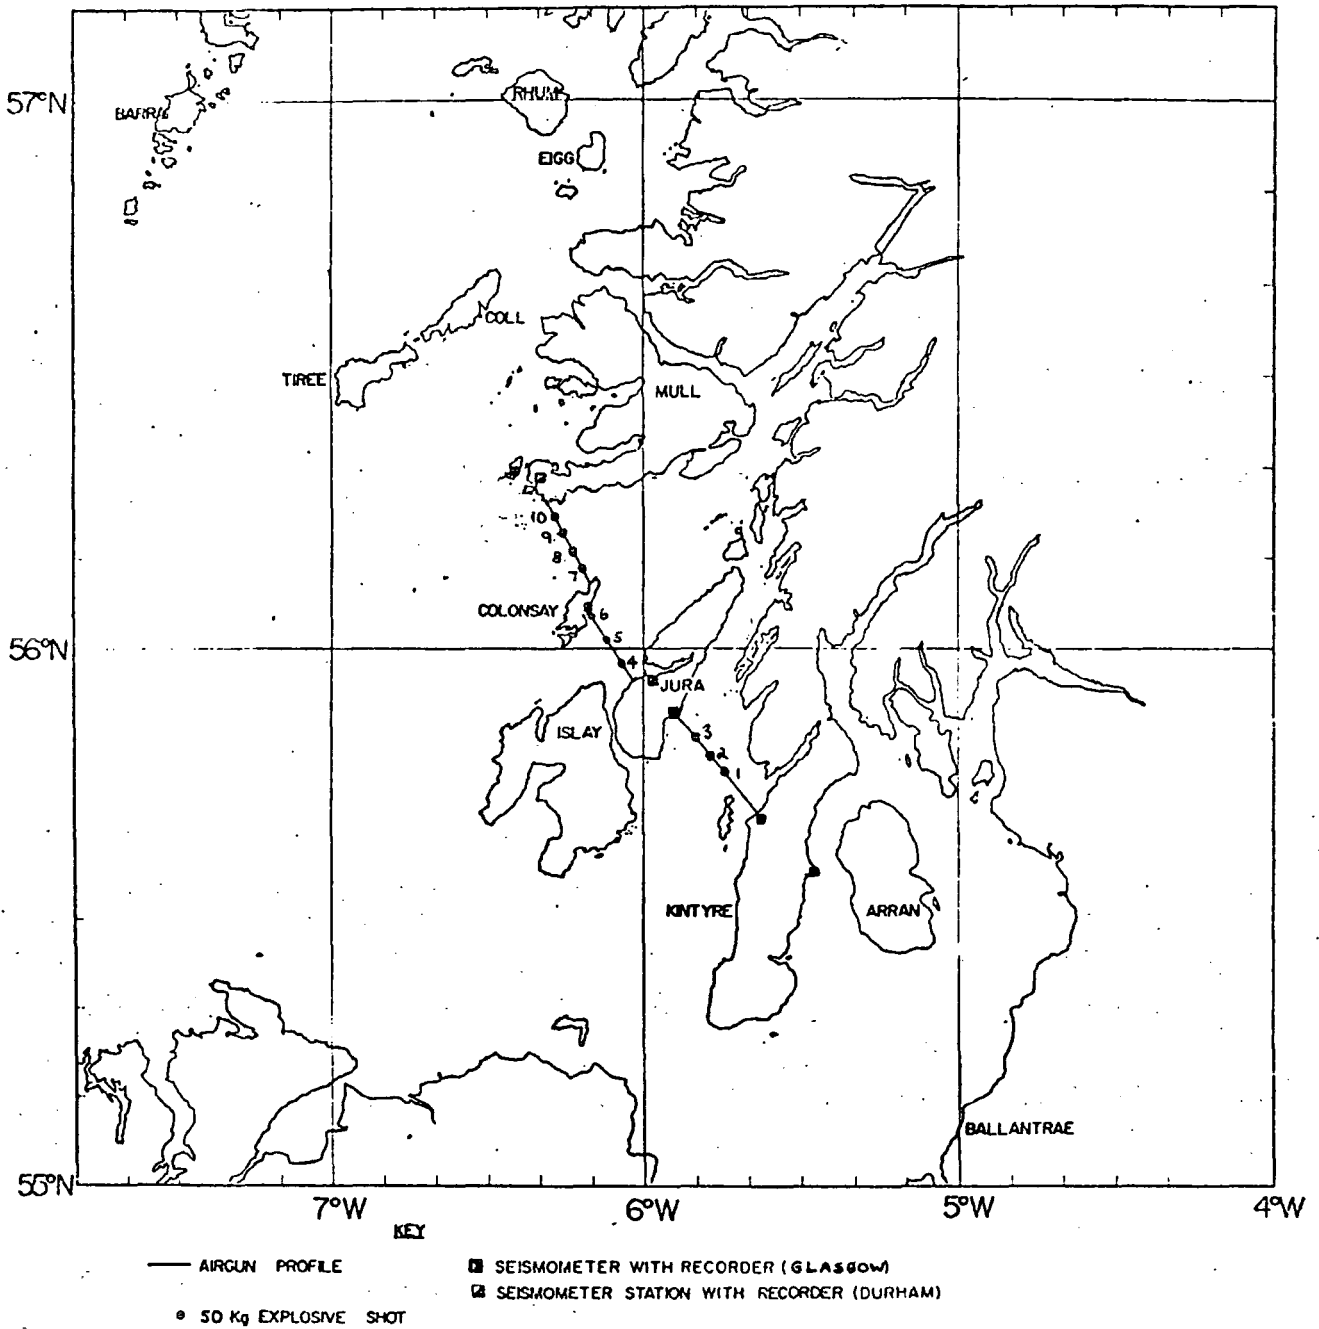 57°N
BARRA
RHUM
EIGG
COLL
TIREE
MULL
10
9
8
7
COLONSAY
6
5
56°N
4
JURA
ISLAY
3
2
1
KINTYRE
ARRAN
BALLANTRAE
55°N
7°W
6°W
5°W
4°W
KEY
AIRGUN PROFILE
SEISMOMETER WITH RECORDER (GLASGOW)
SEISMOMETER STATION WITH RECORDER (DURHAM)
50 Kg EXPLOSIVE SHOT